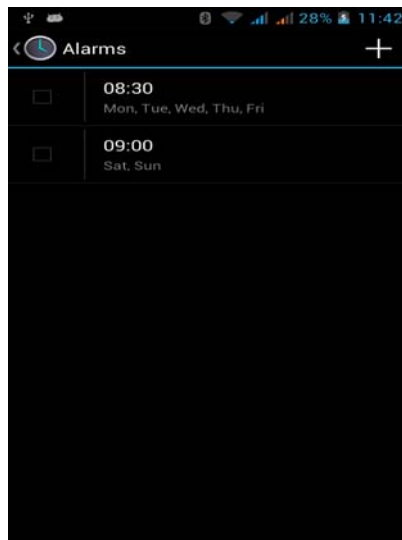 28% 11:42
Alarms
08:30
Mon, Tue, Wed, Thu, Fri
09:00
Sat, Sun